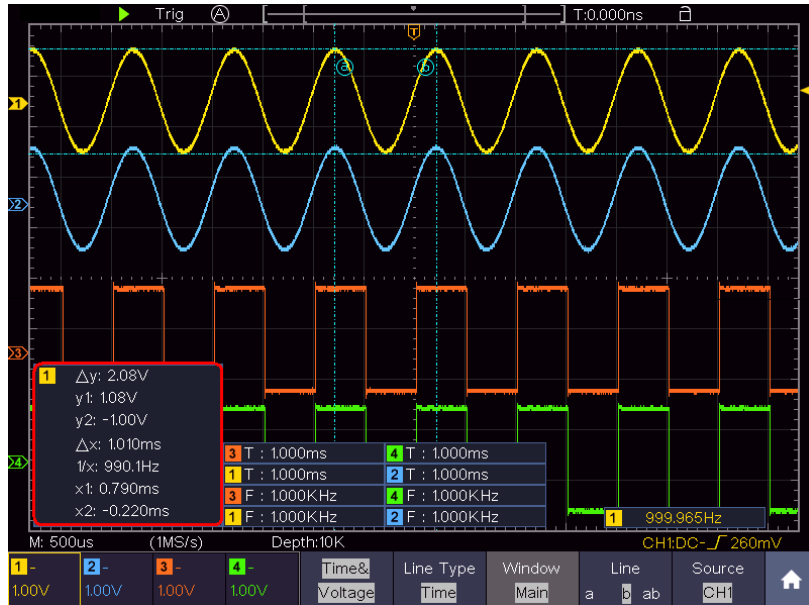 Trig A T:0.000ns
T
a b
1
2
3
4
1 △y: 2.08V
y1: 1.08V
y2: -1.00V
△x: 1.010ms
1/x: 990.1Hz
x1: 0.790ms
x2: -0.220ms
3 T : 1.000ms 4 T : 1.000ms
1 T : 1.000ms 2 T : 1.000ms
3 F : 1.000KHz 4 F : 1.000KHz
1 F : 1.000KHz 2 F : 1.000KHz
1 999.965Hz
M: 500us (1MS/s) Depth:10K CH1:DC- 260mV
1 - 2 - 3 - 4 - Time& Line Type Window Line Source
1.00V 1.00V 1.00V 1.00V Voltage Time Main a b ab CH1